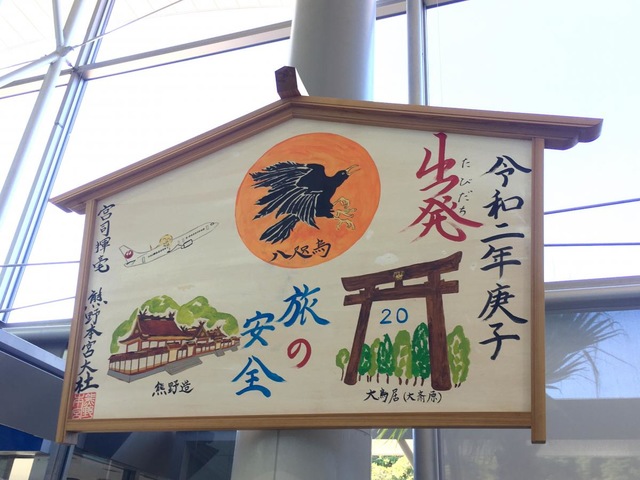 令和二年庚子
出発
たびだち
八咫烏
旅の
安全
20
大鳥居(大斎原)
熊野造
宮司揮毫
熊野本宮大社